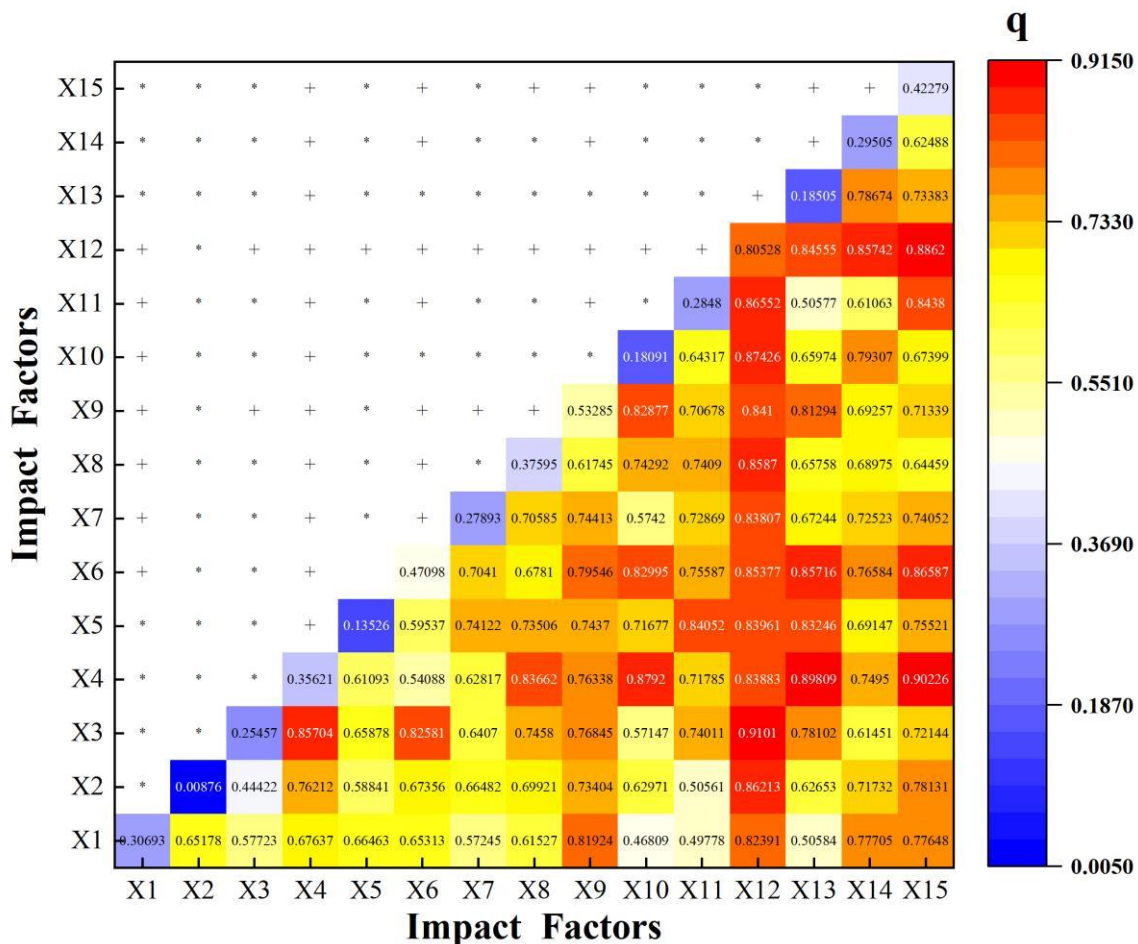 q
X15 * * * + * + * + + * * * + + 0.42279
X14 * * * + * + * * + * * * + 0.29505 0.62488
X13 * * * + * * * * * * * + 0.18505 0.78674 0.73383
X12 + * + + + + + + + + + 0.80528 0.84555 0.85742 0.8862
X11 + * * + * + * * + * 0.2848 0.86552 0.50577 0.61063 0.8438
X10 + * * + * * * * * 0.18091 0.64317 0.87426 0.65974 0.79307 0.67399
X9 + * + + * + + + 0.53285 0.82877 0.70678 0.841 0.81294 0.69257 0.71339
X8 + * * + * + * 0.37595 0.61745 0.74292 0.7409 0.8587 0.65758 0.68975 0.64459
X7 + * * + * + 0.27893 0.70585 0.74413 0.5742 0.72869 0.83807 0.67244 0.72523 0.74052
X6 + * * + 0.47098 0.7041 0.6781 0.79546 0.82995 0.75587 0.85377 0.85716 0.76584 0.86587
X5 * * * + 0.13526 0.59537 0.74122 0.73506 0.7437 0.71677 0.84052 0.83961 0.83246 0.69147 0.75521
X4 * * * 0.35621 0.61093 0.54088 0.62817 0.83662 0.76338 0.8792 0.71785 0.83883 0.89809 0.7495 0.90226
X3 * * 0.25457 0.85704 0.65878 0.82581 0.6407 0.7458 0.76845 0.57147 0.74011 0.9101 0.78102 0.61451 0.72144
X2 * 0.00876 0.44422 0.76212 0.58841 0.67356 0.66482 0.69921 0.73404 0.62971 0.50561 0.86213 0.62653 0.71732 0.78131
X1 0.30693 0.65178 0.57723 0.67637 0.66463 0.65313 0.57245 0.61527 0.81924 0.46809 0.49778 0.82391 0.50584 0.77705 0.77648
X1 X2 X3 X4 X5 X6 X7 X8 X9 X10 X11 X12 X13 X14 X15
Impact Factors
Impact Factors
0.9150
0.7330
0.5510
0.3690
0.1870
0.0050